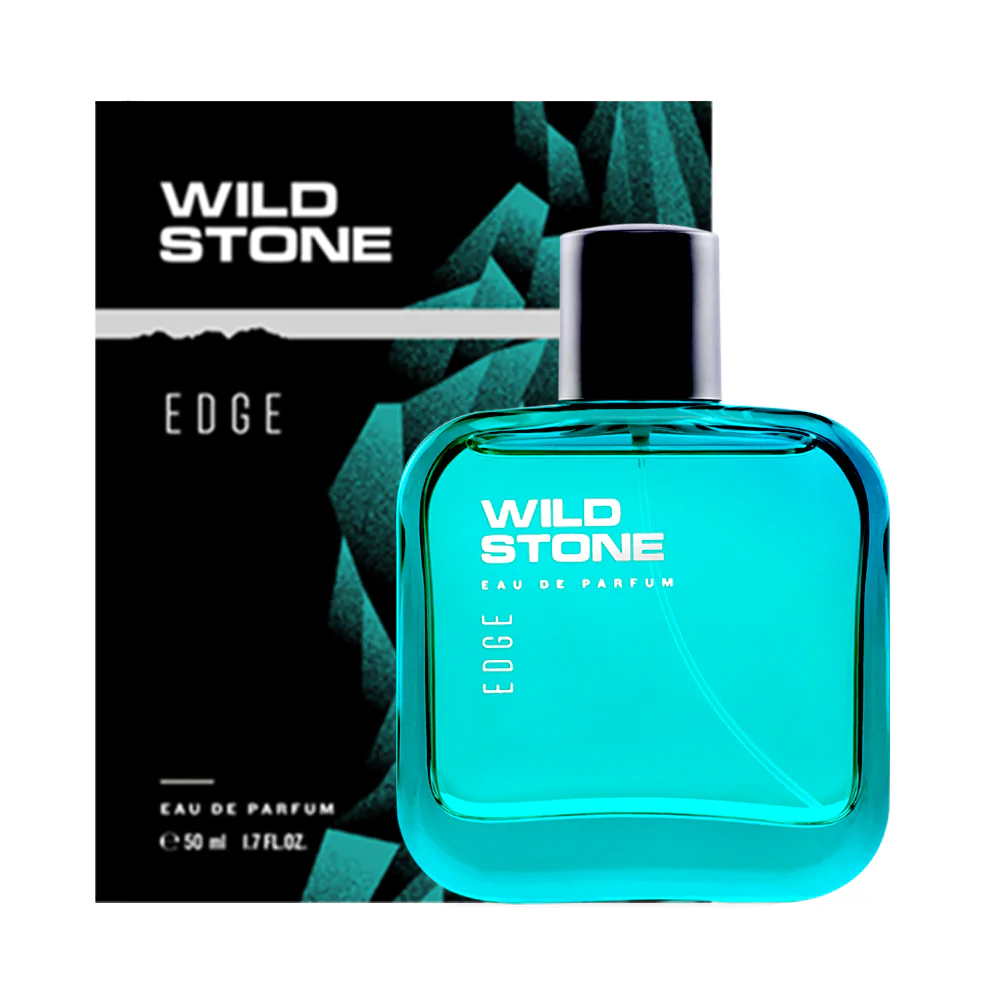 WILD
STONE
EDGE
EAU DE PARFUM
℮ 50 ml 1.7 FL.OZ.
WILD
STONE
EAU DE PARFUM
EDGE